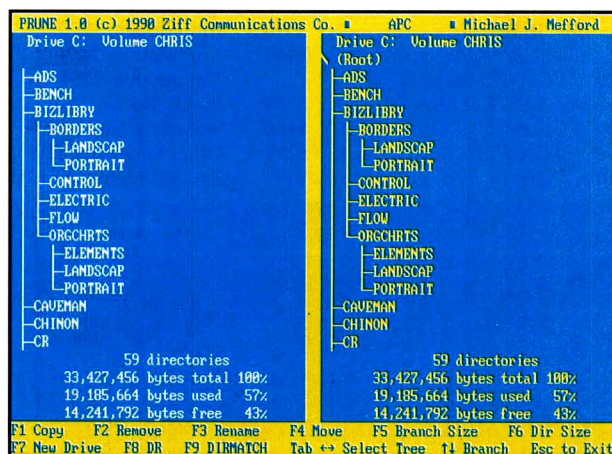 PRUNE 1.0 (c) 1990 Ziff Communications Co. ▪ APC ▪ Michael J. Mefford
Drive C: Volume CHRIS
ADS
BENCH
BIZLIBRY
BORDERS
LANDSCAP
PORTRAIT
CONTROL
ELECTRIC
FLOW
ORGCHRTS
ELEMENTS
LANDSCAP
PORTRAIT
CAVEMAN
CHINON
CR
59 directories
33,427,456 bytes total 100%
19,185,664 bytes used 57%
14,241,792 bytes free 43%
Drive C: Volume CHRIS
(Root)
ADS
BENCH
BIZLIBRY
BORDERS
LANDSCAP
PORTRAIT
CONTROL
ELECTRIC
FLOW
ORGCHRTS
ELEMENTS
LANDSCAP
PORTRAIT
CAVEMAN
CHINON
CR
59 directories
33,427,456 bytes total 100%
19,185,664 bytes used 57%
14,241,792 bytes free 43%
F1 Copy F2 Remove F3 Rename F4 Move F5 Branch Size F6 Dir Size
F7 New Drive F8 DR F9 DIRMATCH Tab ↔ Select Tree ↑↓ Branch Esc to Exit